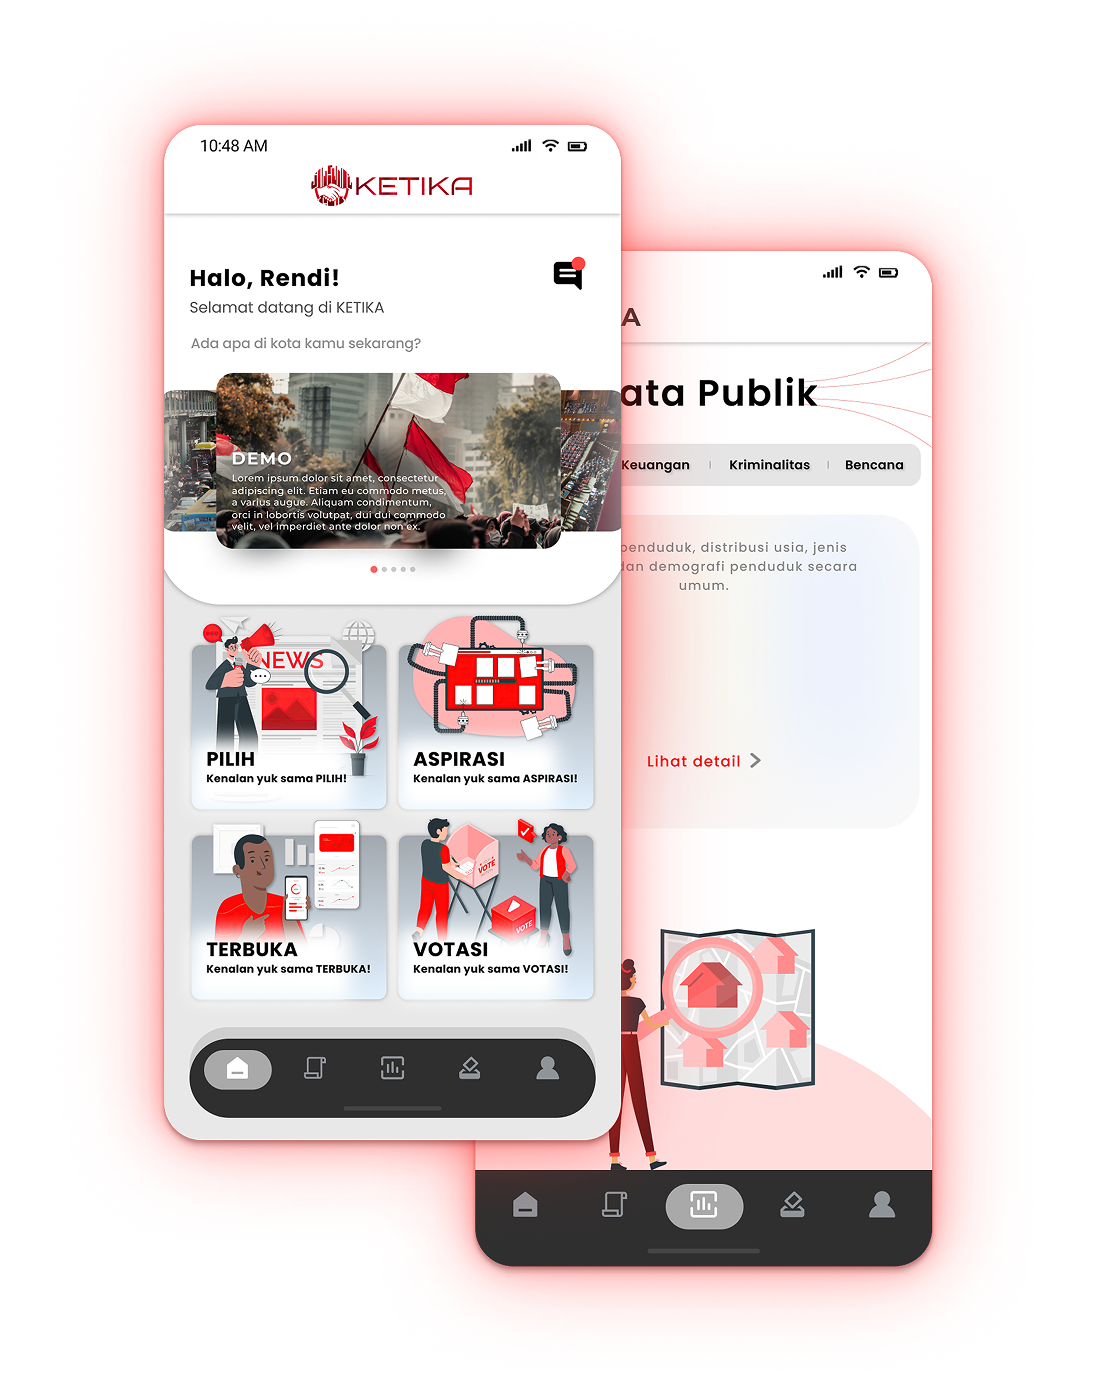 10:48 AM
KETIKA
Halo, Rendi!
Selamat datang di KETIKA
Ada apa di kota kamu sekarang?
DEMO
Lorem ipsum dolor sit amet, consectetur
adipiscing elit. Etiam eu commodo metus,
a varius augue. Aliquam condimentum,
orci in lobortis volutpat, dui dui commodo
velit, vel imperdiet ante dolor non ex.
NEWS
PILIH
Kenalan yuk sama PILIH!
ASPIRASI
Kenalan yuk sama ASPIRASI!
VOTE
VOTE
TERBUKA
Kenalan yuk sama TERBUKA!
VOTASI
Kenalan yuk sama VOTASI!
A
ata Publik
Keuangan
Kriminalitas
Bencana
penduduk, distribusi usia, jenis
dan demografi penduduk secara
umum.
Lihat detail